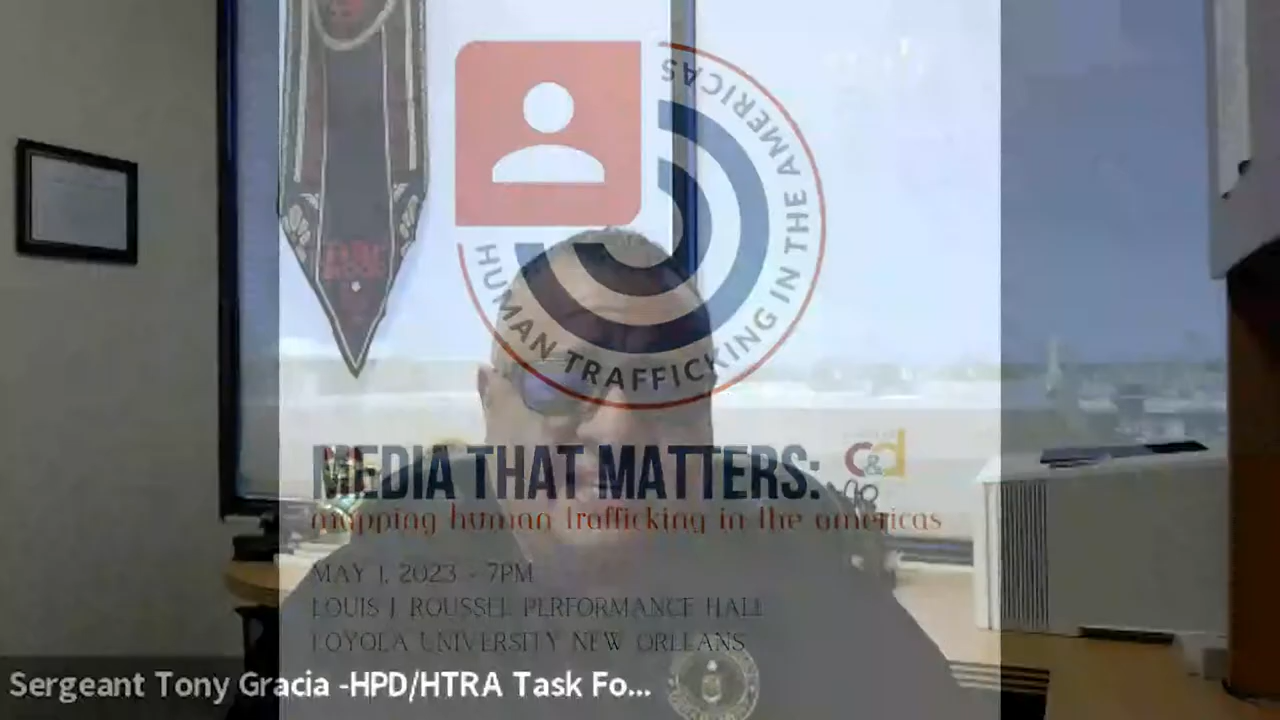 HUMAN TRAFFICKING IN THE AMERICAS
MEDIA THAT MATTERS:
c&d
mapping human trafficking in the americas
MAY 1, 2023 - 7PM
LOUIS J. ROUSSEL PERFORMANCE HALL
LOYOLA UNIVERSITY NEW ORLEANS
Sergeant Tony Gracia -HPD/HTRA Task Fo...